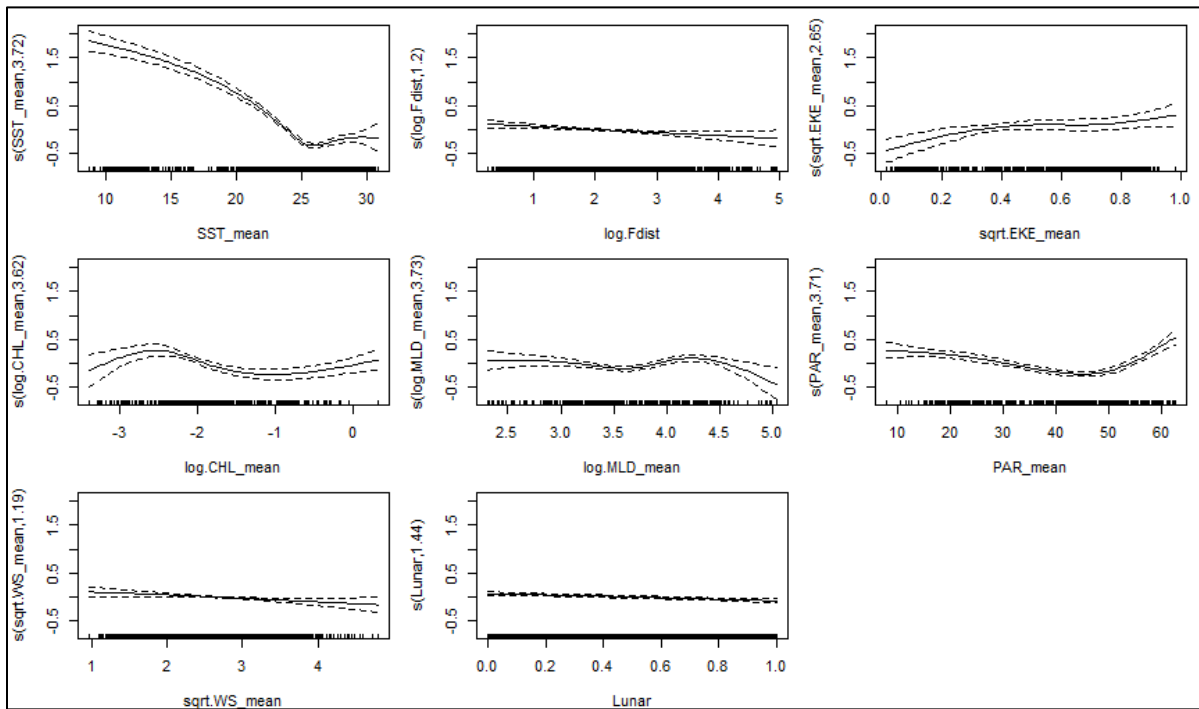 s(SST_mean,3.72)
-0.5 0.5 1.5
10 15 20 25 30
SST_mean
s(log.Fdist,1.2)
-0.5 0.5 1.5
1 2 3 4 5
log.Fdist
s(sqrt.EKE_mean,2.65)
-0.5 0.5 1.5
0.0 0.2 0.4 0.6 0.8 1.0
sqrt.EKE_mean
s(log.CHL_mean,3.62)
-0.5 0.5 1.5
-3 -2 -1 0
log.CHL_mean
s(log.MLD_mean,3.73)
-0.5 0.5 1.5
2.5 3.0 3.5 4.0 4.5 5.0
log.MLD_mean
s(PAR_mean,3.71)
-0.5 0.5 1.5
10 20 30 40 50 60
PAR_mean
s(sqrt.WS_mean,1.19)
-0.5 0.5 1.5
1 2 3 4
sqrt.WS_mean
s(Lunar,1.44)
-0.5 0.5 1.5
0.0 0.2 0.4 0.6 0.8 1.0
Lunar